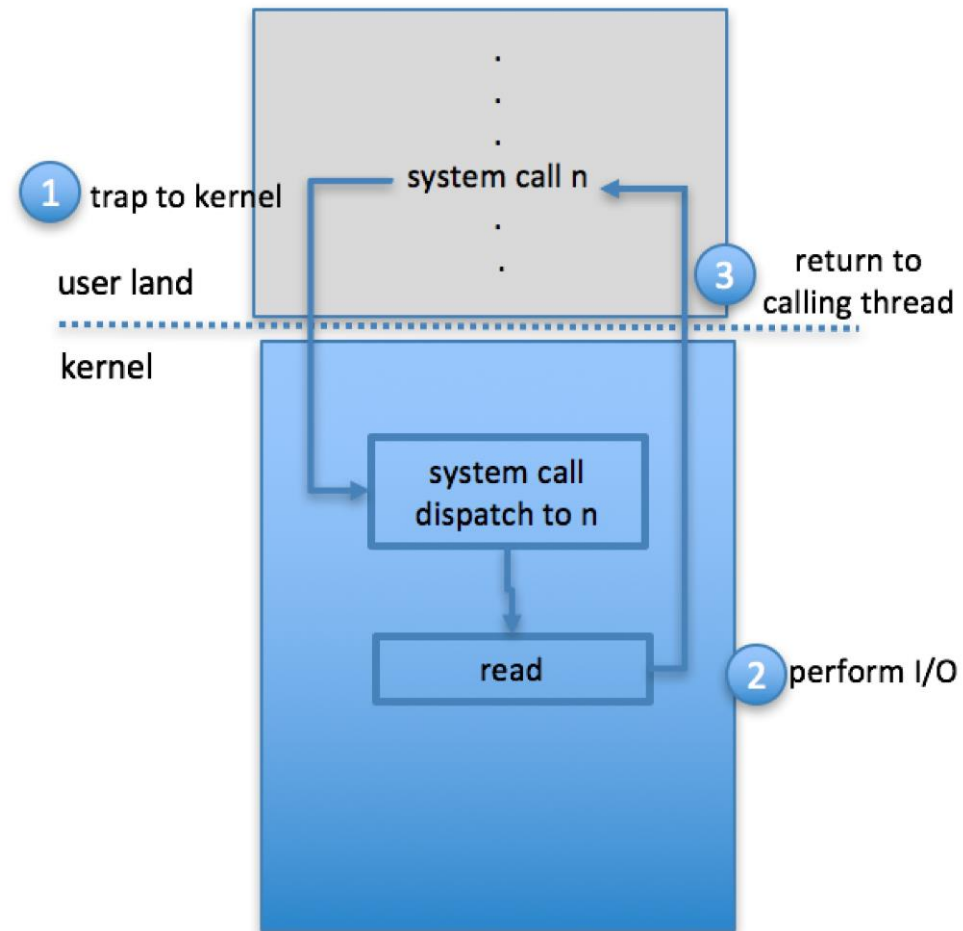 .
.
.
system call n
1 trap to kernel
.
.
3 return to
calling thread
user land
kernel
system call
dispatch to n
read
2 perform I/O